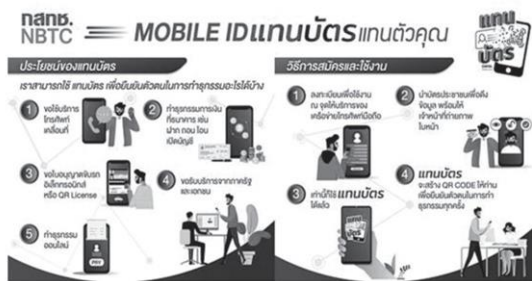 กสทช.
NBTC
MOBILE IDแทนบัตรแทนตัวคุณ
แทน
บัตร
ประโยชน์ของแทนบัตร
เราสามารถใช้ แทนบัตร เพื่อยืนยันตัวตนในการทำธุรกรรมอะไรได้บ้าง
1 ขอใช้บริการ
โทรศัพท์
เคลื่อนที่
2 ทำธุรกรรมการเงิน
ที่ธนาคาร เช่น
ฝาก ถอน โอน
เปิดบัญชี
3 ขอใบอนุญาตขับรถ
อิเล็กทรอนิกส์
หรือ QR License
4 ขอรับบริการจากภาครัฐ
และเอกชน
5 ทำธุรกรรม
ออนไลน์
วิธีการสมัครและใช้งาน
1 ลงทะเบียนเพื่อใช้งาน
ณ จุดให้บริการของ
เครือข่ายโทรศัพท์มือถือ
2 นำบัตรประชาชนเพื่อดึง
ข้อมูล พร้อมให้
เจ้าหน้าที่ถ่ายภาพ
ใบหน้า
3 เท่านี้ก็ใช้แทนบัตร
ได้แล้ว
แทน
บัตร
4 แทนบัตร
จะสร้าง QR CODE ให้ท่าน
เพื่อยืนยันตัวตนในการทำ
ธุรกรรมทุกครั้ง